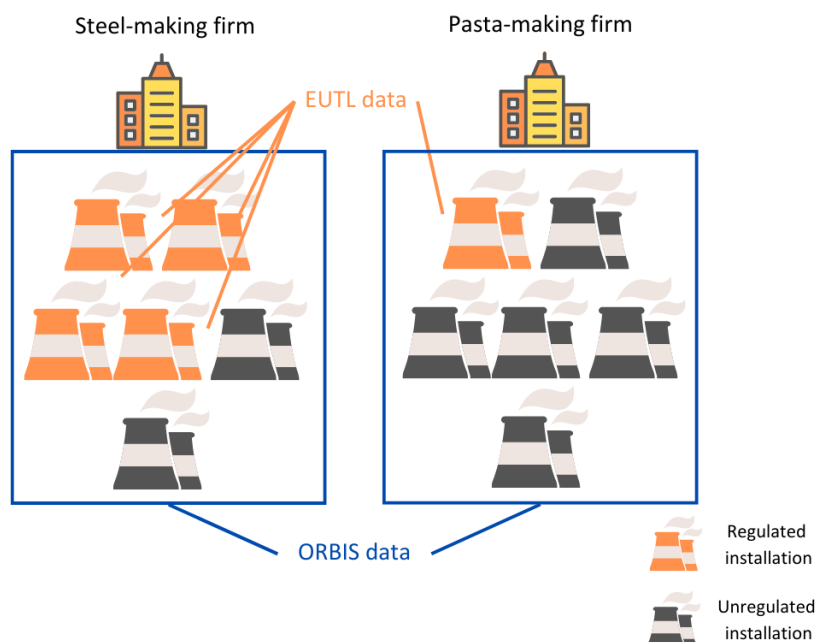 Steel-making firm
Pasta-making firm
EUTL data
ORBIS data
Regulated
installation
Unregulated
installation